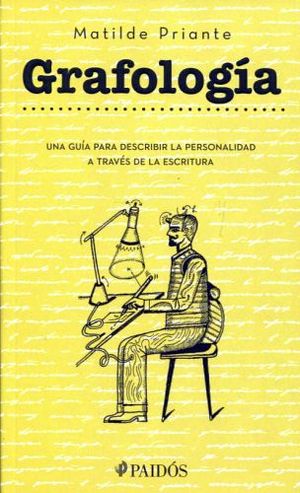 Matilde Priante
Grafología
UNA GUÍA PARA DESCRIBIR LA PERSONALIDAD
A TRAVÉS DE LA ESCRITURA
PAIDÓS